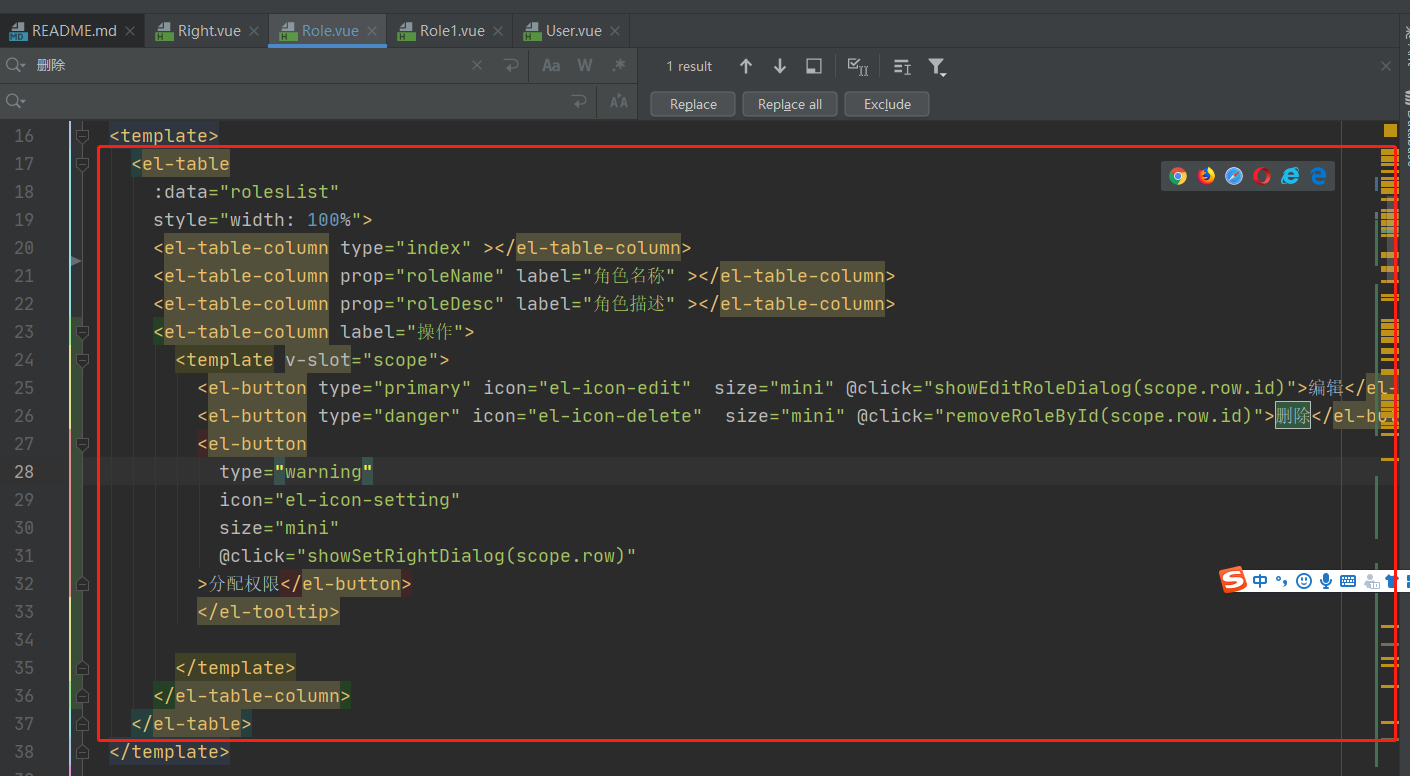 README.md Right.vue Role.vue Role1.vue User.vue
删除 Aa W .* 1 result
Replace Replace all Exclude
16 <template>
17 <el-table
18 :data="rolesList"
19 style="width: 100%">
20 <el-table-column type="index" ></el-table-column>
21 <el-table-column prop="roleName" label="角色名称" ></el-table-column>
22 <el-table-column prop="roleDesc" label="角色描述" ></el-table-column>
23 <el-table-column label="操作">
24 <template v-slot="scope">
25 <el-button type="primary" icon="el-icon-edit"  size="mini" @click="showEditRoleDialog(scope.row.id)">编辑</el-
26 <el-button type="danger" icon="el-icon-delete"  size="mini" @click="removeRoleById(scope.row.id)">删除</el-but
27 <el-button
28 type="warning"
29 icon="el-icon-setting"
30 size="mini"
31 @click="showSetRightDialog(scope.row)"
32 >分配权限</el-button>
33 </el-tooltip>
34
35 </template>
36 </el-table-column>
37 </el-table>
38 </template>
中